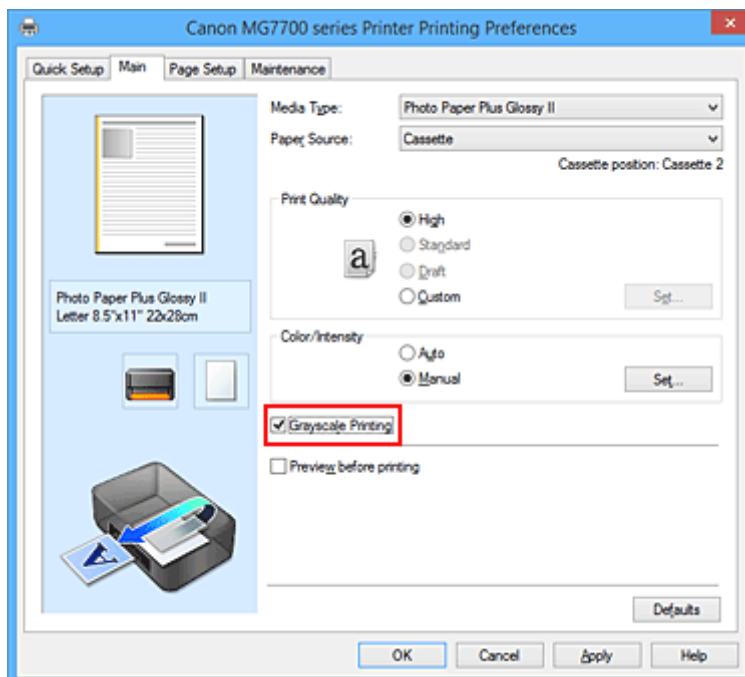 Canon MG7700 series Printer Printing Preferences
Quick Setup Main Page Setup Maintenance
Media Type: Photo Paper Plus Glossy II
Paper Source: Cassette
Cassette position: Cassette 2
Print Quality
High
a Standard
Draft
Custom Set...
Photo Paper Plus Glossy II
Letter 8.5"x11" 22x28cm
Color/Intensity
Auto
Manual Set...
Grayscale Printing
Preview before printing
A
Defaults
OK Cancel Apply Help